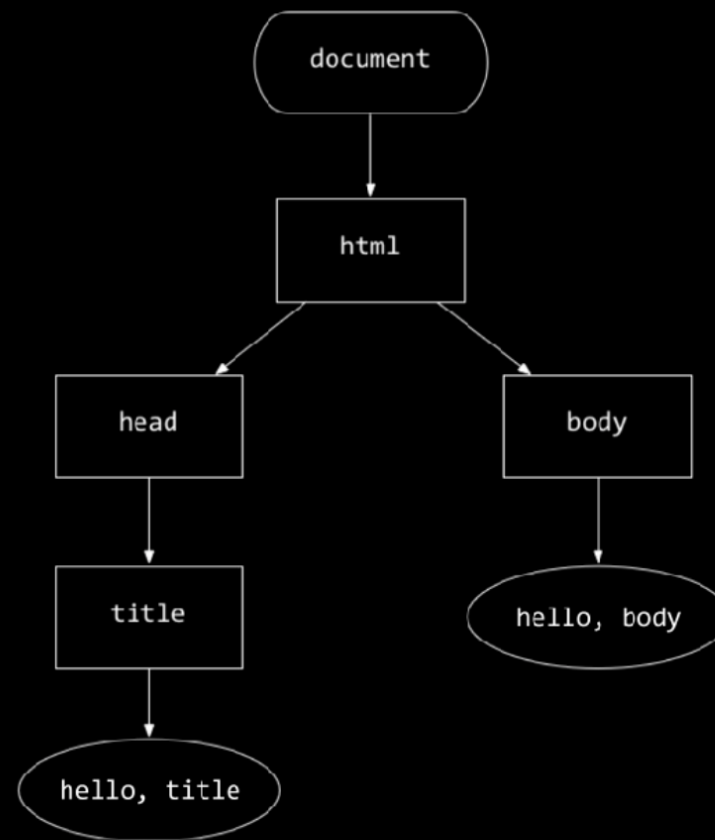 document
html
head
body
title
hello, body
hello, title